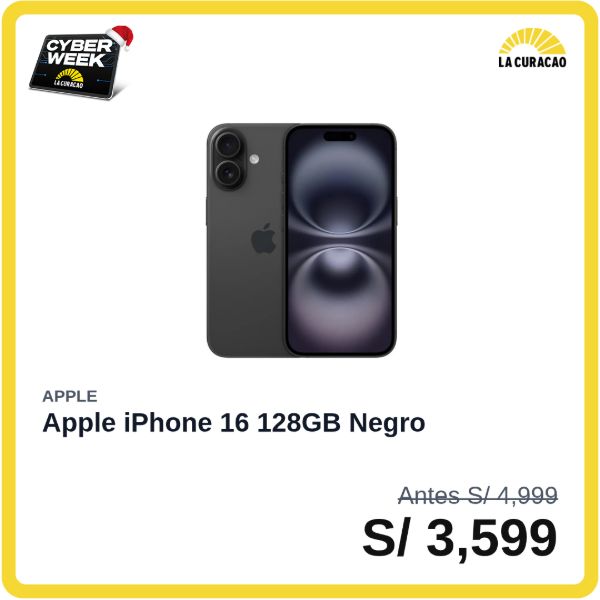 CYBER
WEEK
LA CURACAO
LA CURACAO
APPLE
Apple iPhone 16 128GB Negro
Antes S/ 4,999
S/ 3,599